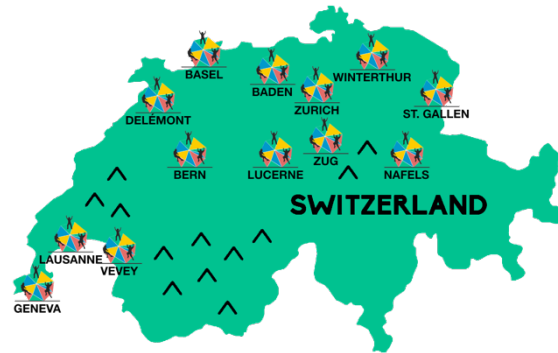 BASEL
WINTERTHUR
BADEN
ZURICH
ST. GALLEN
DELÉMONT
BERN
LUCERNE
ZUG
NAFELS
SWITZERLAND
LAUSANNE
VEVEY
GENEVA